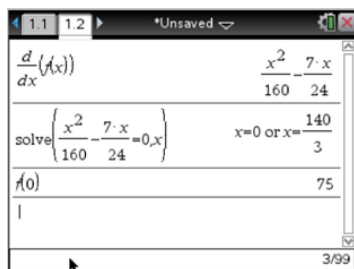 1.1 1.2 *Unsaved
d/dx(f(x)) x²/160-7·x/24
solve(x²/160-7·x/24=0,x) x=0 or x=140/3
f(0) 75
3/99